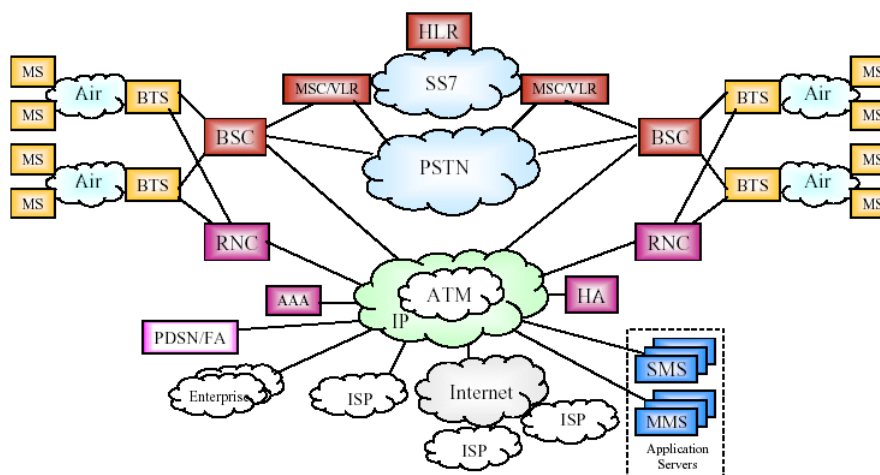 HLR
MS
MSC/VLR
SS7
MSC/VLR
MS
Air
BTS
BTS
Air
MS
MS
BSC
BSC
MS
PSTN
MS
MS
Air
BTS
BTS
Air
MS
MS
RNC
RNC
ATM
AAA
HA
IP
PDSN/FA
SMS
Enterprise
ISP
Internet
ISP
MMS
ISP
Application
Servers